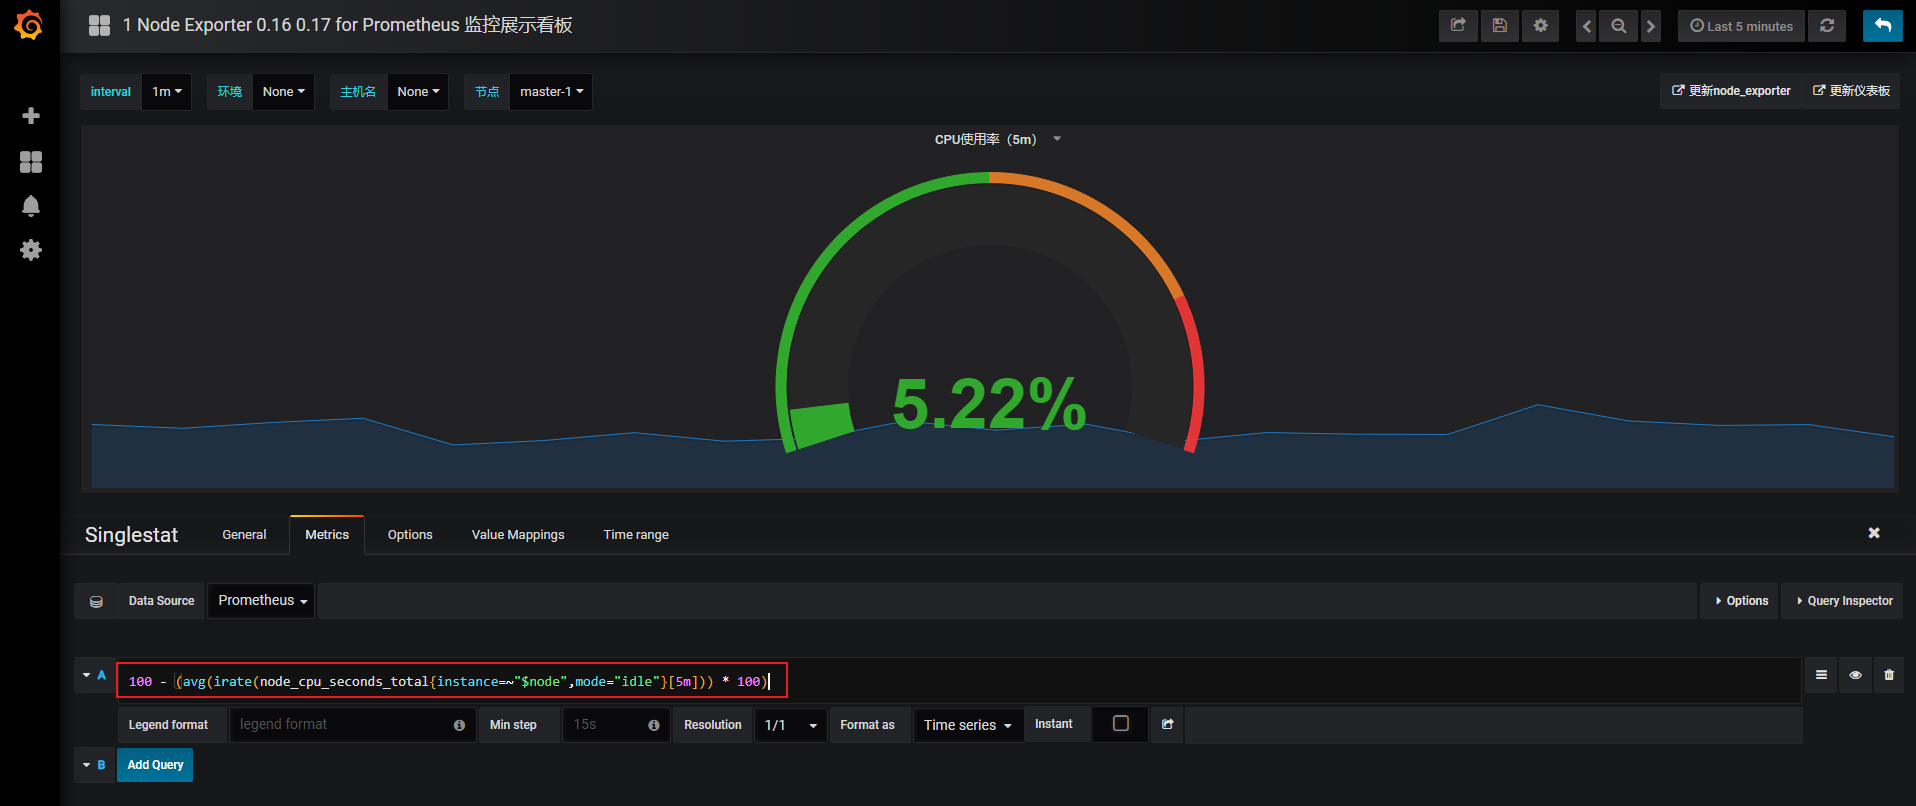 1 Node Exporter 0.16 0.17 for Prometheus 监控展示看板
Last 5 minutes
interval 1m 环境 None 主机名 None 节点 master-1 更新node_exporter 更新仪表板
CPU使用率（5m）
5.22%
Singlestat General Metrics Options Value Mappings Time range
Data Source Prometheus Options Query Inspector
A 100 - (avg(irate(node_cpu_seconds_total{instance=~"$node",mode="idle"}[5m])) * 100)
Legend format legend format Min step 15s Resolution 1/1 Format as Time series Instant
B Add Query